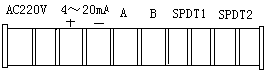 AC220V 4～20mA A B SPDT1 SPDT2
+ −